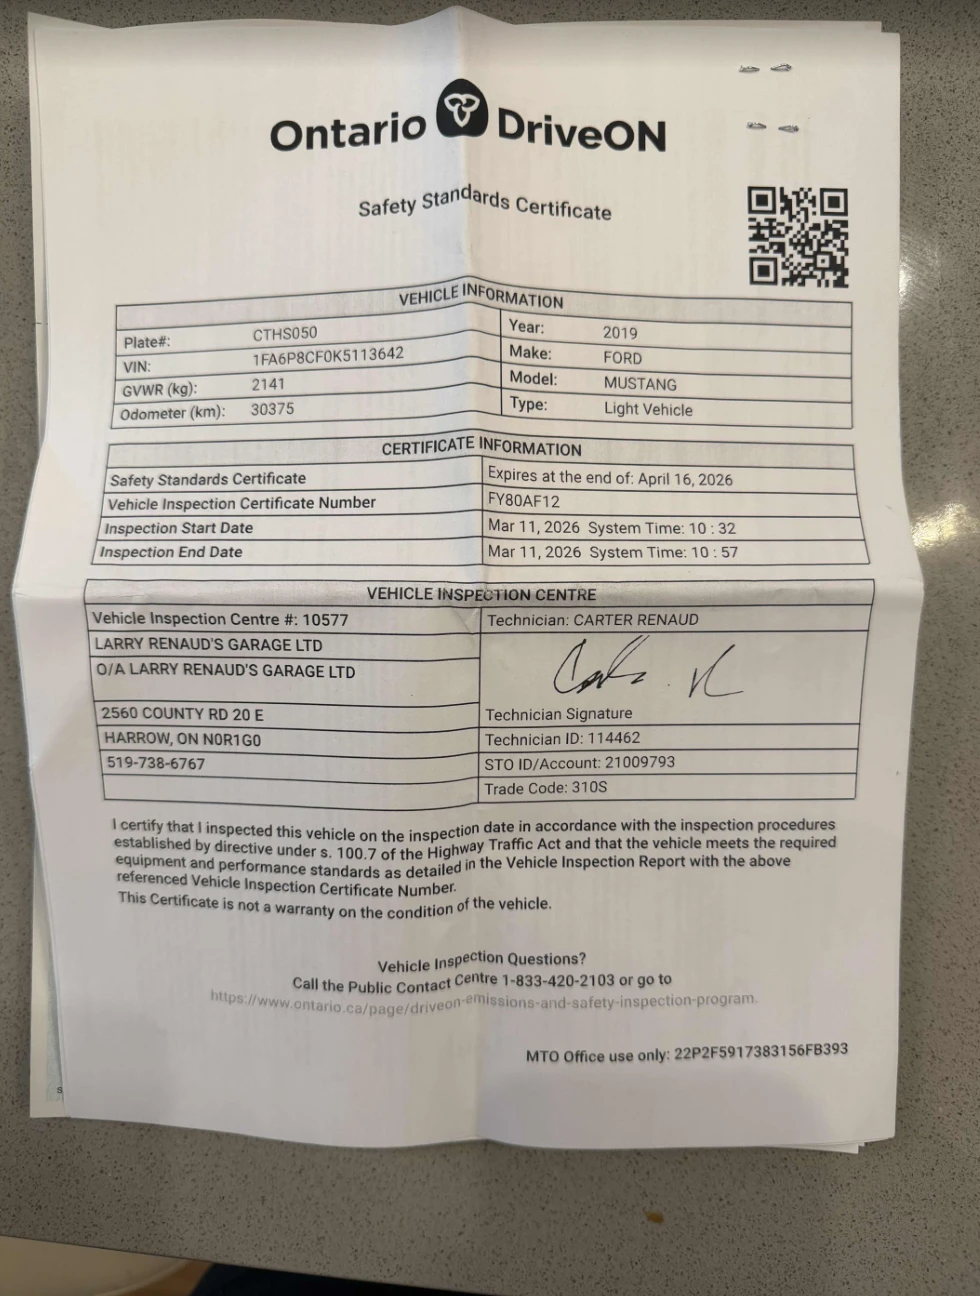 Ontario DriveON
Safety Standards Certificate
VEHICLE INFORMATION
Plate#: CTHS050 Year: 2019
VIN: 1FA6P8CF0K5113642 Make: FORD
GVWR (kg): 2141 Model: MUSTANG
Odometer (km): 30375 Type: Light Vehicle
CERTIFICATE INFORMATION
Safety Standards Certificate Expires at the end of: April 16, 2026
Vehicle Inspection Certificate Number FY80AF12
Inspection Start Date Mar 11, 2026 System Time: 10 : 32
Inspection End Date Mar 11, 2026 System Time: 10 : 57
VEHICLE INSPECTION CENTRE
Vehicle Inspection Centre #: 10577 Technician: CARTER RENAUD
LARRY RENAUD'S GARAGE LTD
O/A LARRY RENAUD'S GARAGE LTD
2560 COUNTY RD 20 E Technician Signature
HARROW, ON N0R1G0 Technician ID: 114462
519-738-6767 STO ID/Account: 21009793
Trade Code: 310S
I certify that I inspected this vehicle on the inspection date in accordance with the inspection procedures
established by directive under s. 100.7 of the Highway Traffic Act and that the vehicle meets the required
equipment and performance standards as detailed in the Vehicle Inspection Report with the above
referenced Vehicle Inspection Certificate Number.
This Certificate is not a warranty on the condition of the vehicle.
Vehicle Inspection Questions?
Call the Public Contact Centre 1-833-420-2103 or go to
https://www.ontario.ca/page/driveon-emissions-and-safety-inspection-program.
MTO Office use only: 22P2F5917383156FB393